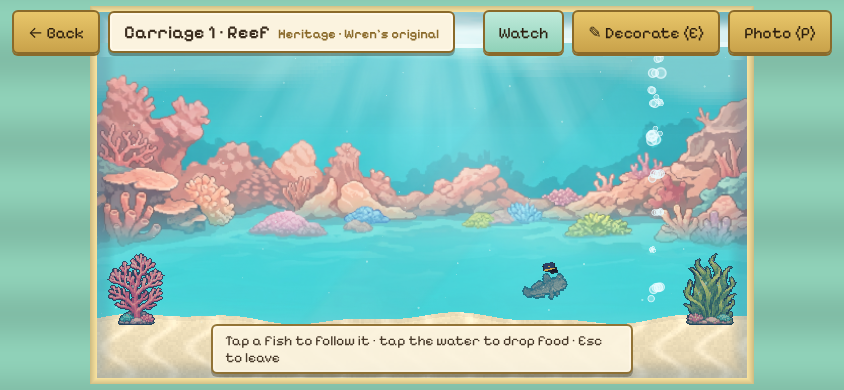 ← Back
Carriage 1 · Reef Heritage · Wren's original
Watch
✎ Decorate (E)
Photo (P)
Tap a fish to follow it · tap the water to drop food · Esc
to leave